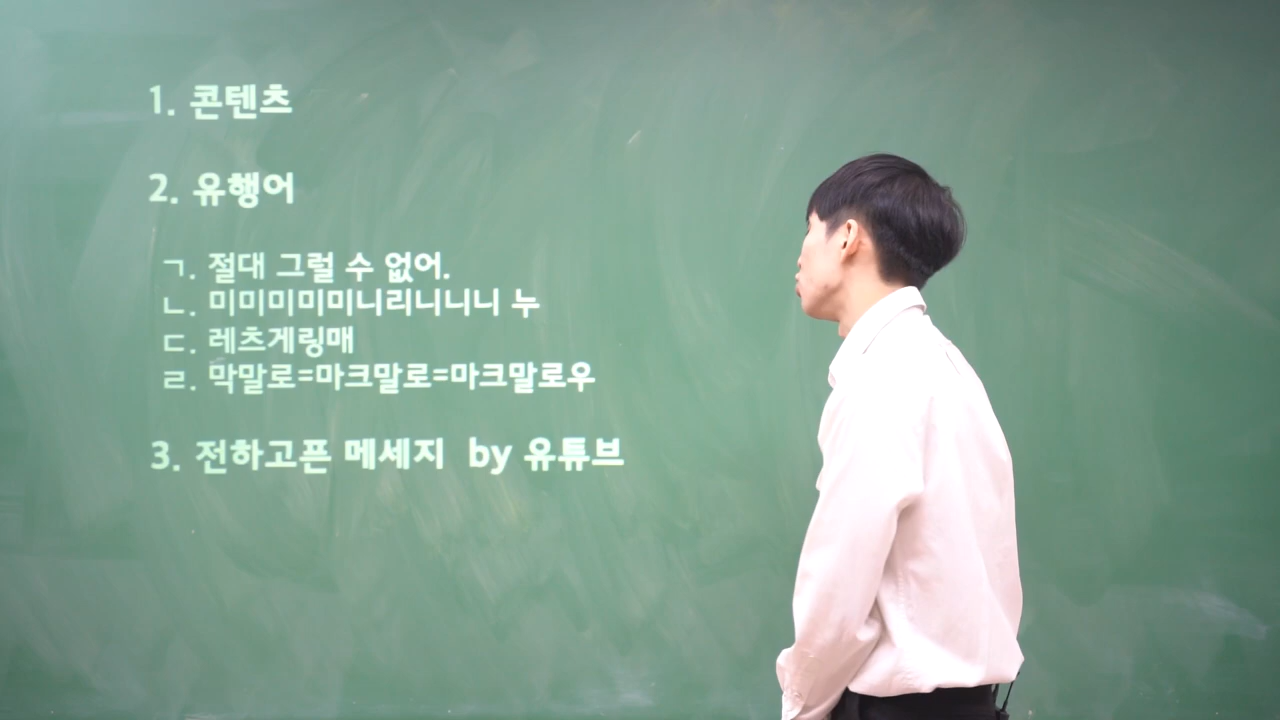 1. 콘텐츠
2. 유행어
ㄱ. 절대 그럴 수 없어.
ㄴ. 미미미미미니리니니니 누
ㄷ. 레츠게링매
ㄹ. 막말로=마크말로=마크말로우
3. 전하고픈 메세지 by 유튜브